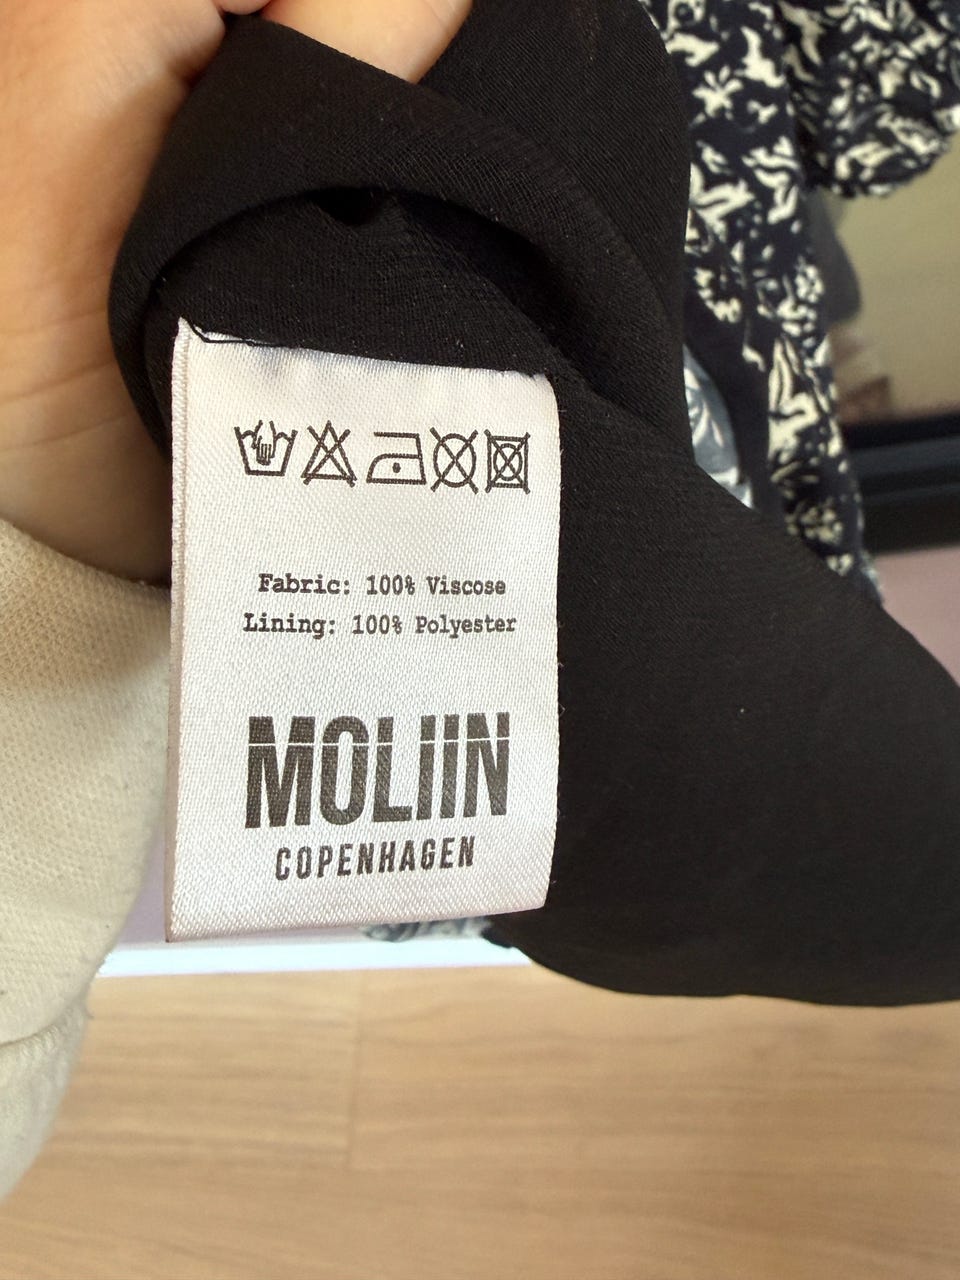 Fabric: 100% Viscose
Lining: 100% Polyester
MOLIIN
COPENHAGEN